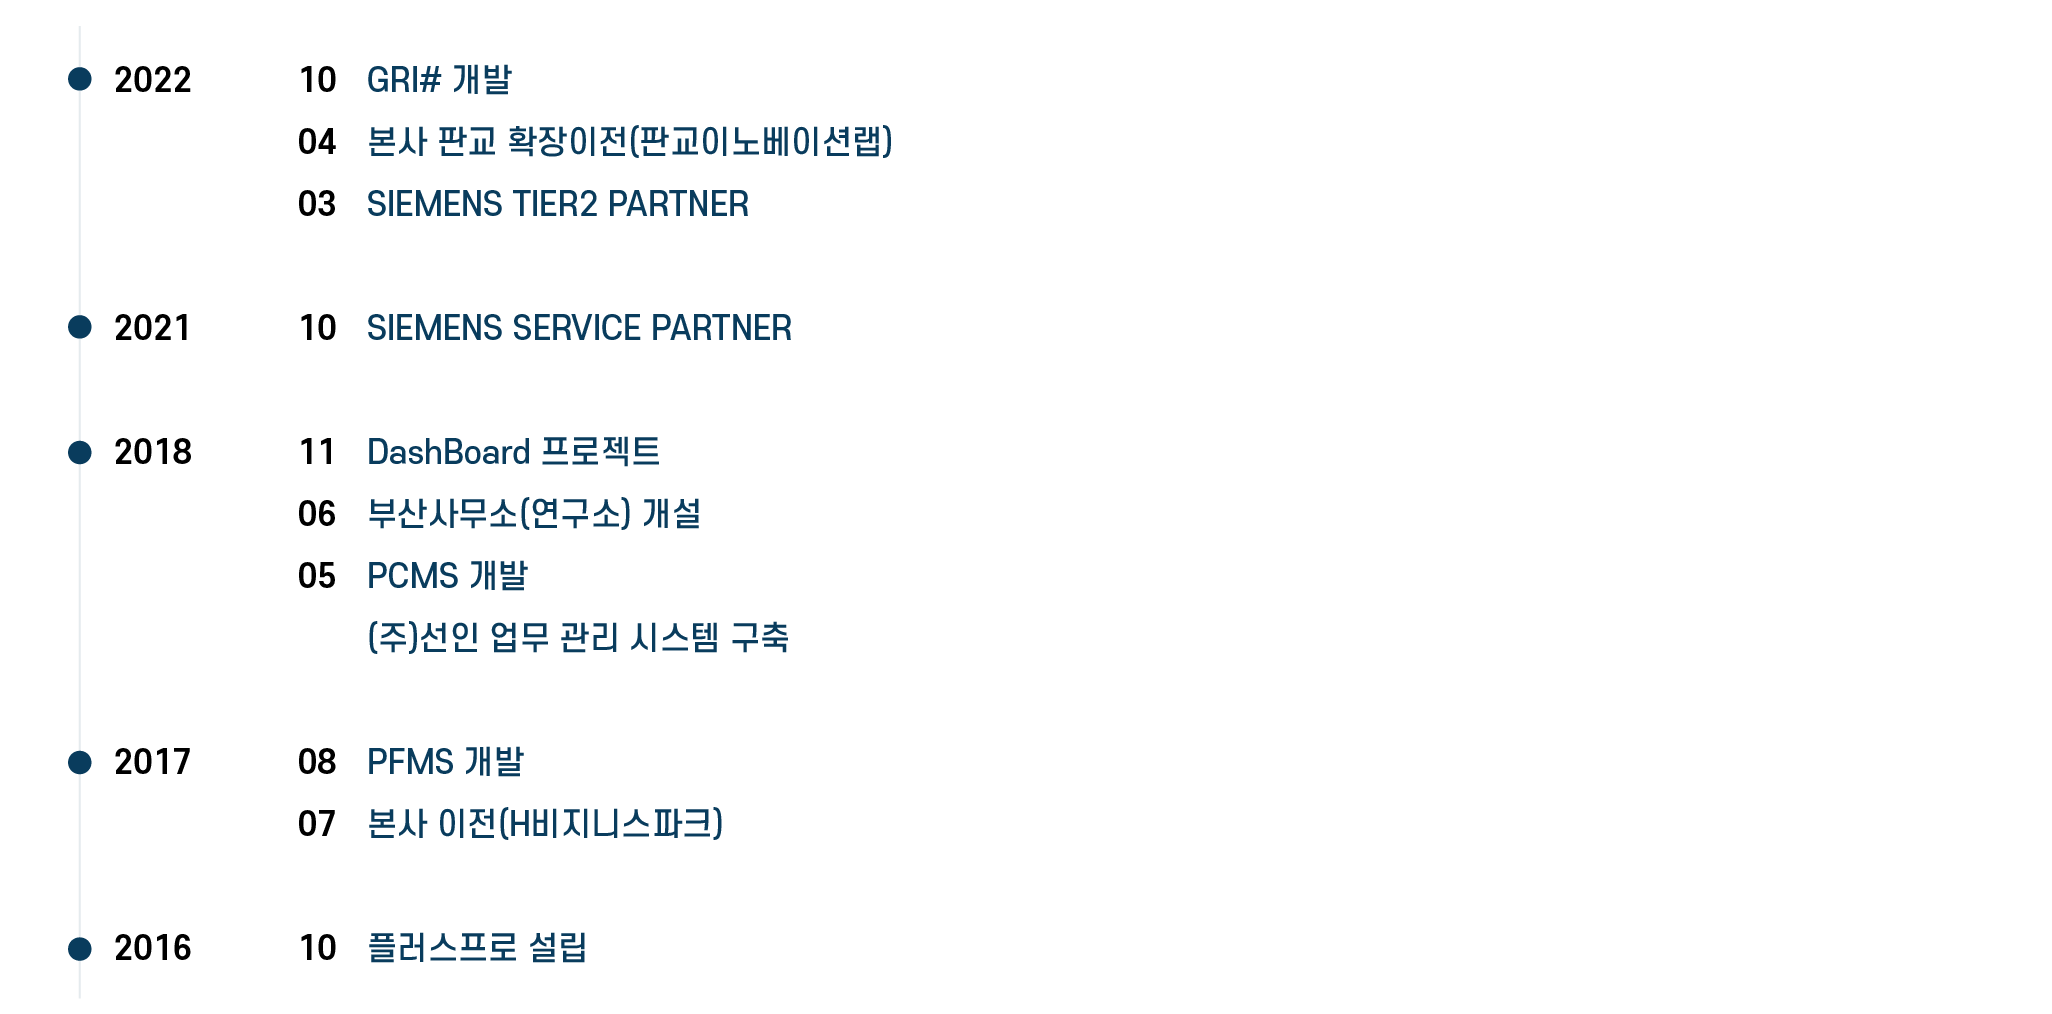 2022 10 GRI# 개발
04 본사 판교 확장이전(판교이노베이션랩)
03 SIEMENS TIER2 PARTNER
2021 10 SIEMENS SERVICE PARTNER
2018 11 DashBoard 프로젝트
06 부산사무소(연구소) 개설
05 PCMS 개발
(주)선인 업무 관리 시스템 구축
2017 08 PFMS 개발
07 본사 이전(H비지니스파크)
2016 10 플러스프로 설립